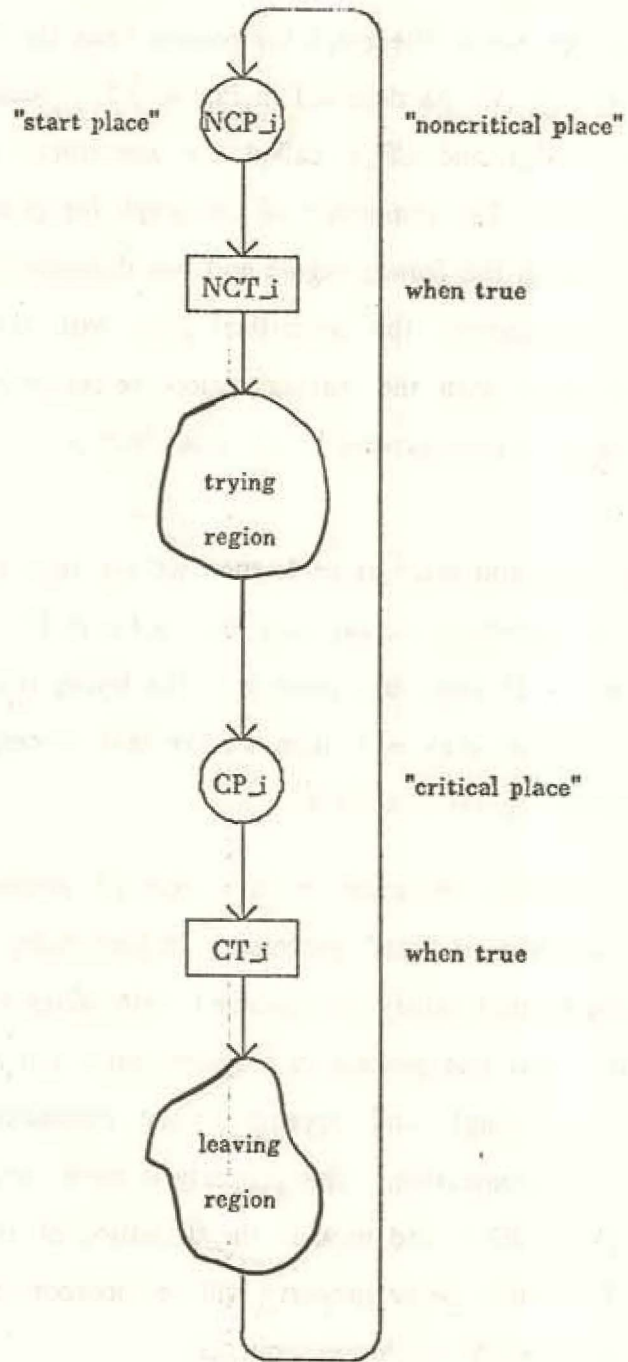 "start place" NCP_i "noncritical place"
NCT_i when true
trying
region
CP_i "critical place"
CT_i when true
leaving
region